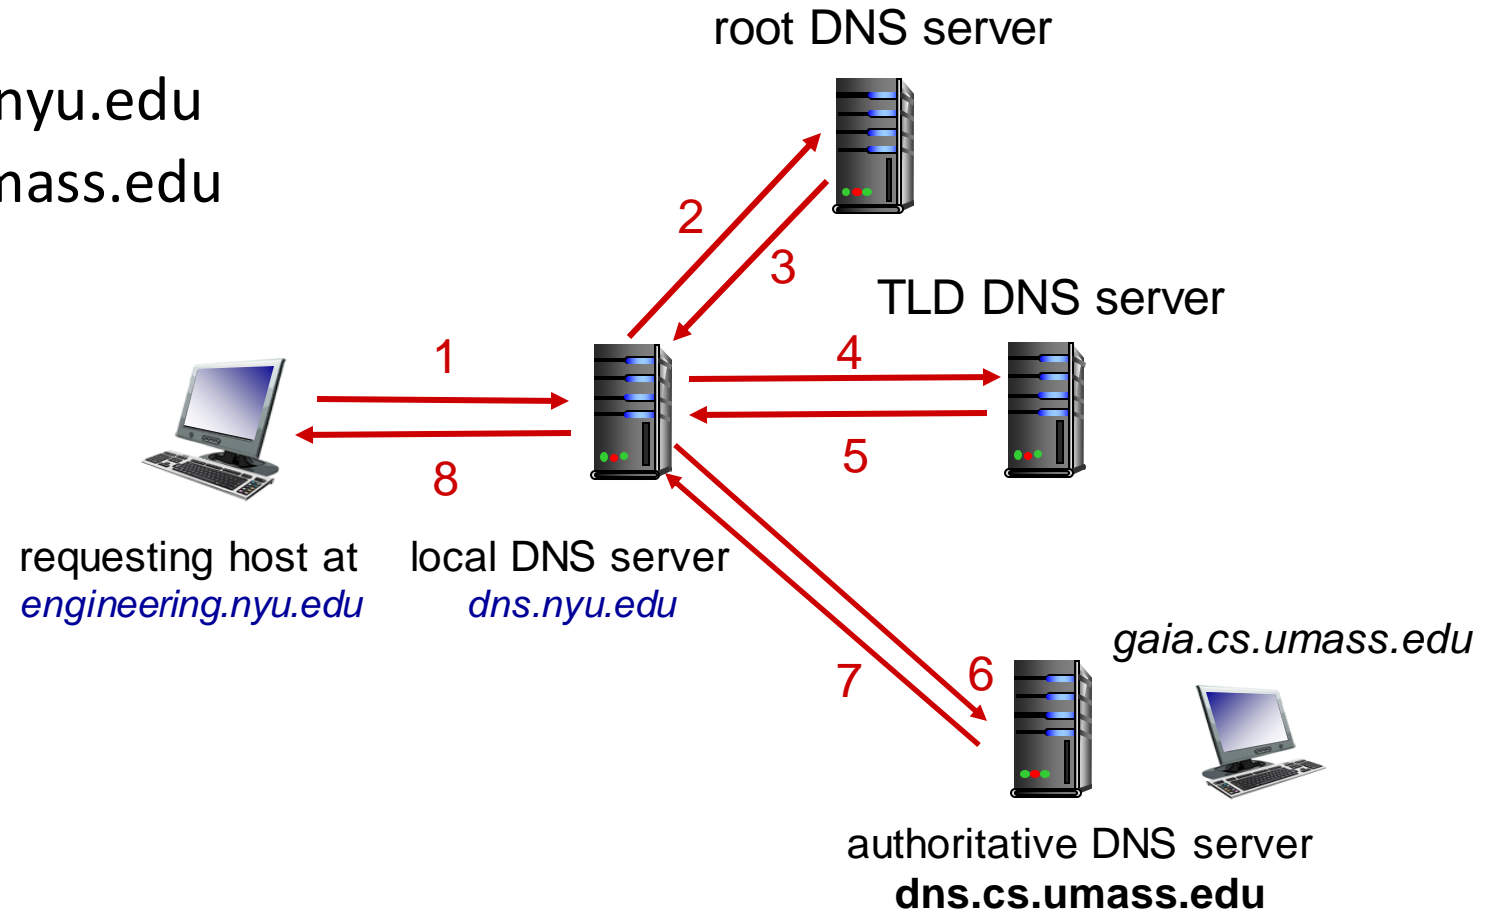 root DNS server
nyu.edu
mass.edu
2
3
TLD DNS server
1
4
8
5
requesting host at
engineering.nyu.edu
local DNS server
dns.nyu.edu
gaia.cs.umass.edu
7
6
authoritative DNS server
dns.cs.umass.edu